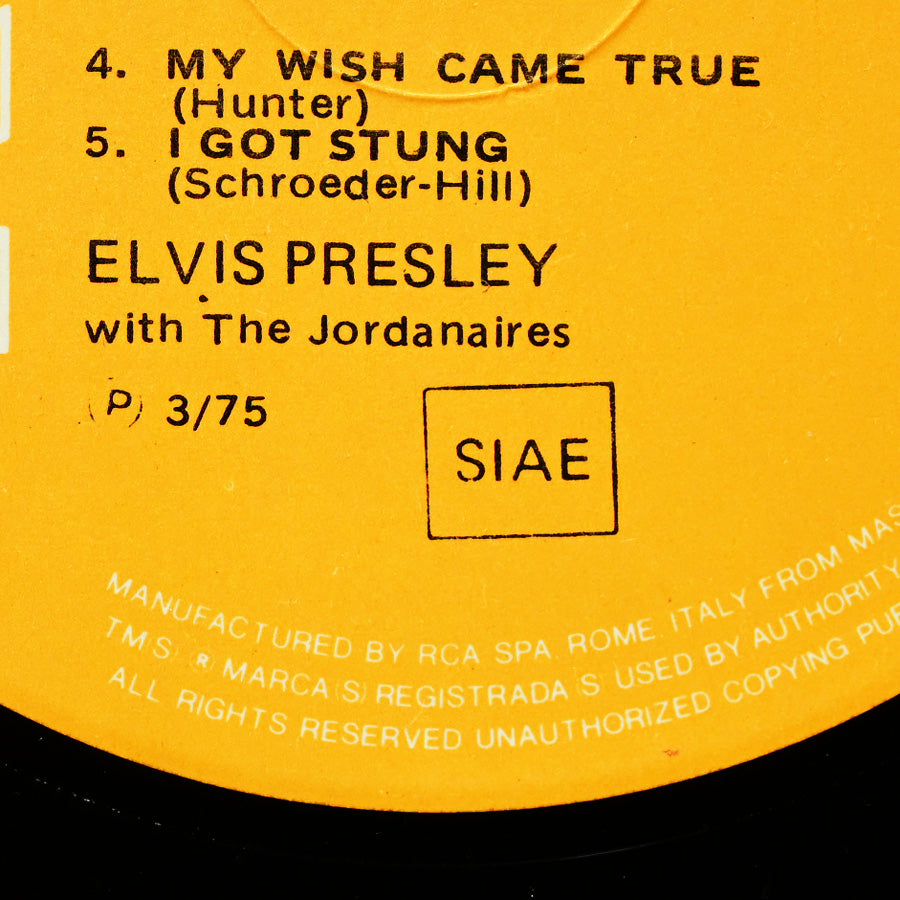 4. MY WISH CAME TRUE
(Hunter)
5. I GOT STUNG
(Schroeder-Hill)
ELVIS PRESLEY
with The Jordanaires
(P) 3/75
SIAE
MANUFACTURED BY RCA SPA. ROME. ITALY FROM
TM(S) ® MARCA(S) REGISTRADA(S) USED BY AUTHORITY
ALL RIGHTS RESERVED UNAUTHORIZED COPYING